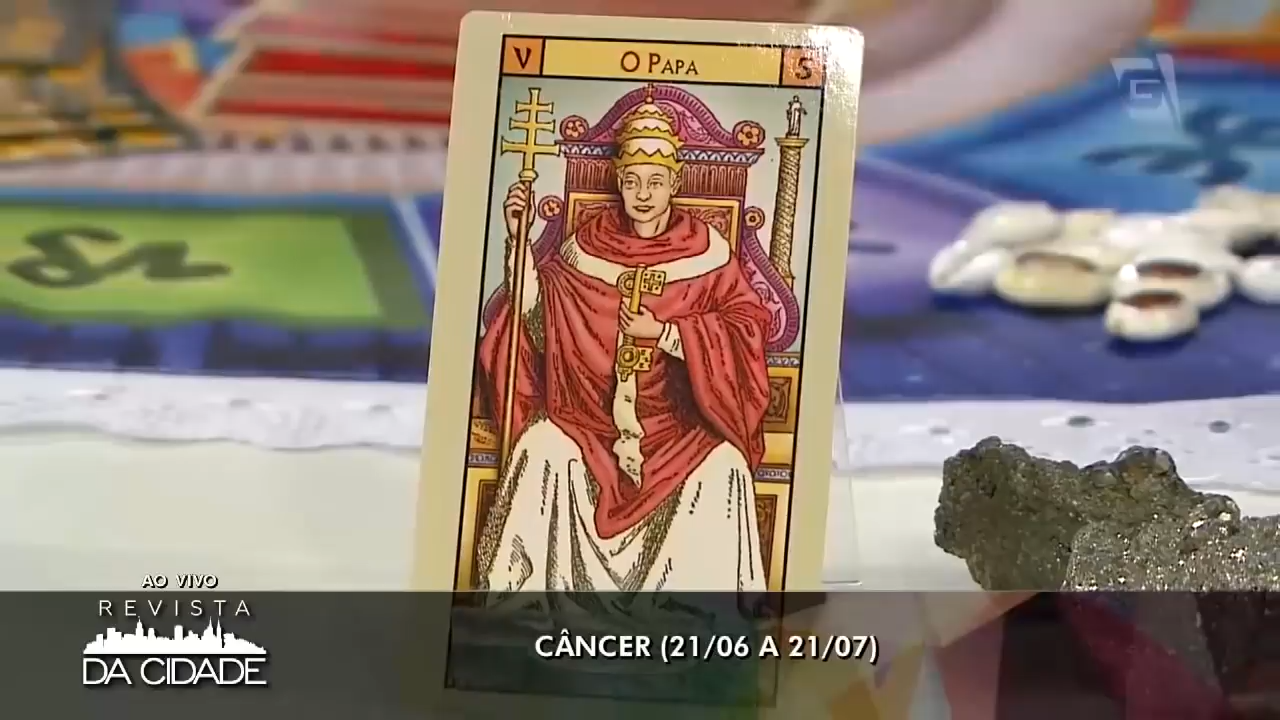 V
O PAPA
5
AO VIVO
REVISTA
DA CIDADE
CÂNCER (21/06 A 21/07)